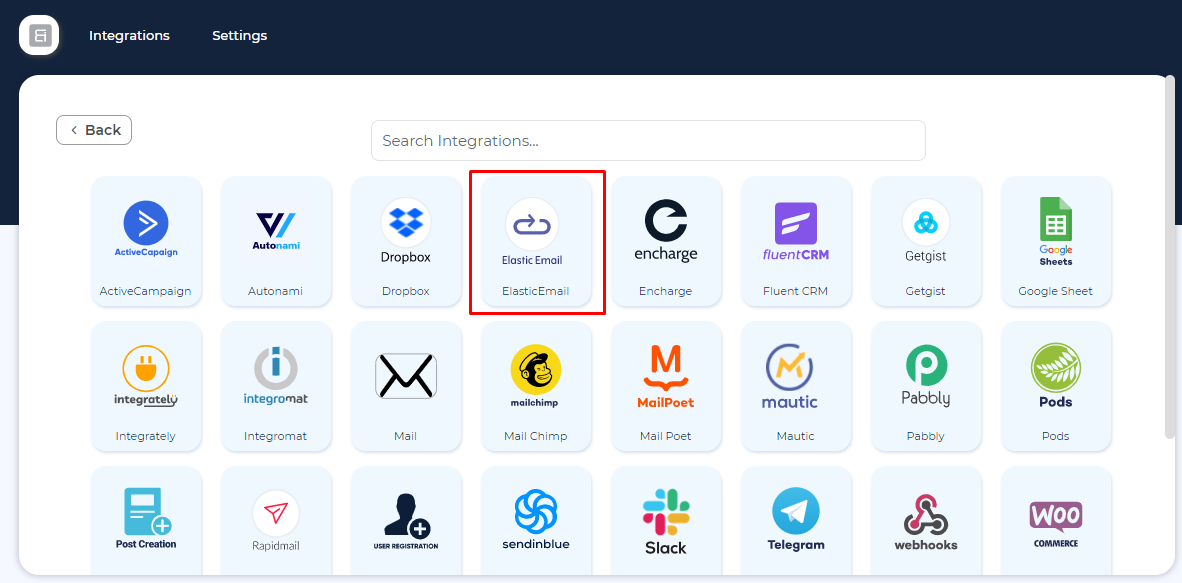 Ei
Integrations
Settings
< Back
Search Integrations...
ActiveCapaign
ActiveCampaign
Autonami
Autonami
Dropbox
Dropbox
Elastic Email
ElasticEmail
encharge
Encharge
fluentCRM
Fluent CRM
Getgist
Getgist
Google
Sheets
Google Sheet
integrately
Integrately
integromat
Integromat
Mail
mailchimp
Mail Chimp
MailPoet
Mail Poet
mautic
Mautic
Pabbly
Pabbly
Pods
Pods
Post Creation
Rapidmail
USER REGISTRATION
sendinblue
Slack
Telegram
webhooks
WOO
COMMERCE